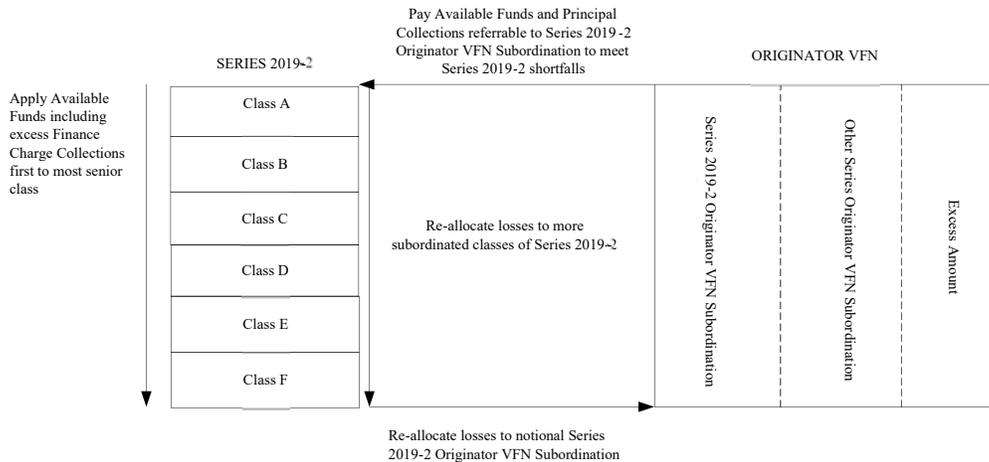 Pay Available Funds and Principal
Collections referrable to Series 2019-2
Originator VFN Subordination to meet
Series 2019-2 shortfalls
SERIES 2019-2
ORIGINATOR VFN
Apply Available
Funds including
excess Finance
Charge Collections
first to most senior
class
Class A
Class B
Class C
Class D
Class E
Class F
Re-allocate losses to more
subordinated classes of Series 2019-2
Series 2019-2 Originator VFN Subordination
Other Series Originator VFN Subordination
Excess Amount
Re-allocate losses to notional Series
2019-2 Originator VFN Subordination